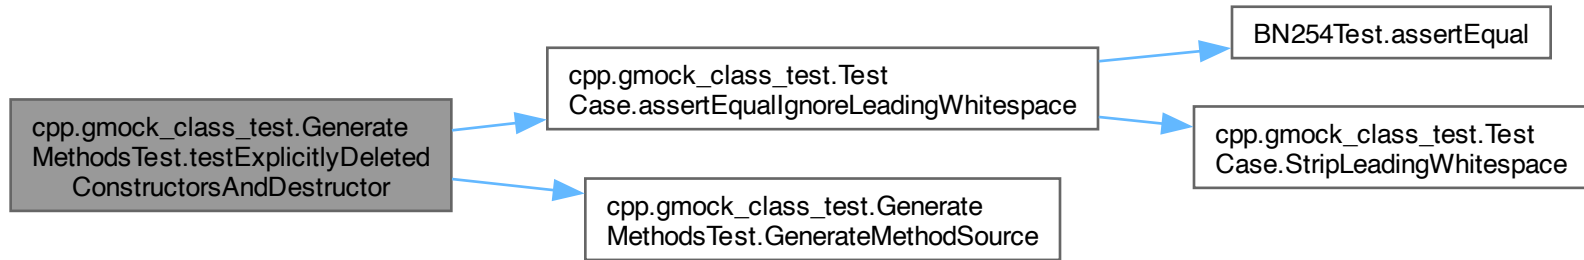 cpp.gmock_class_test.Generate
MethodsTest.testExplicitlyDeleted
ConstructorsAndDestructor
cpp.gmock_class_test.Test
Case.assertEqualIgnoreLeadingWhitespace
BN254Test.assertEqual
cpp.gmock_class_test.Test
Case.StripLeadingWhitespace
cpp.gmock_class_test.Generate
MethodsTest.GenerateMethodSource